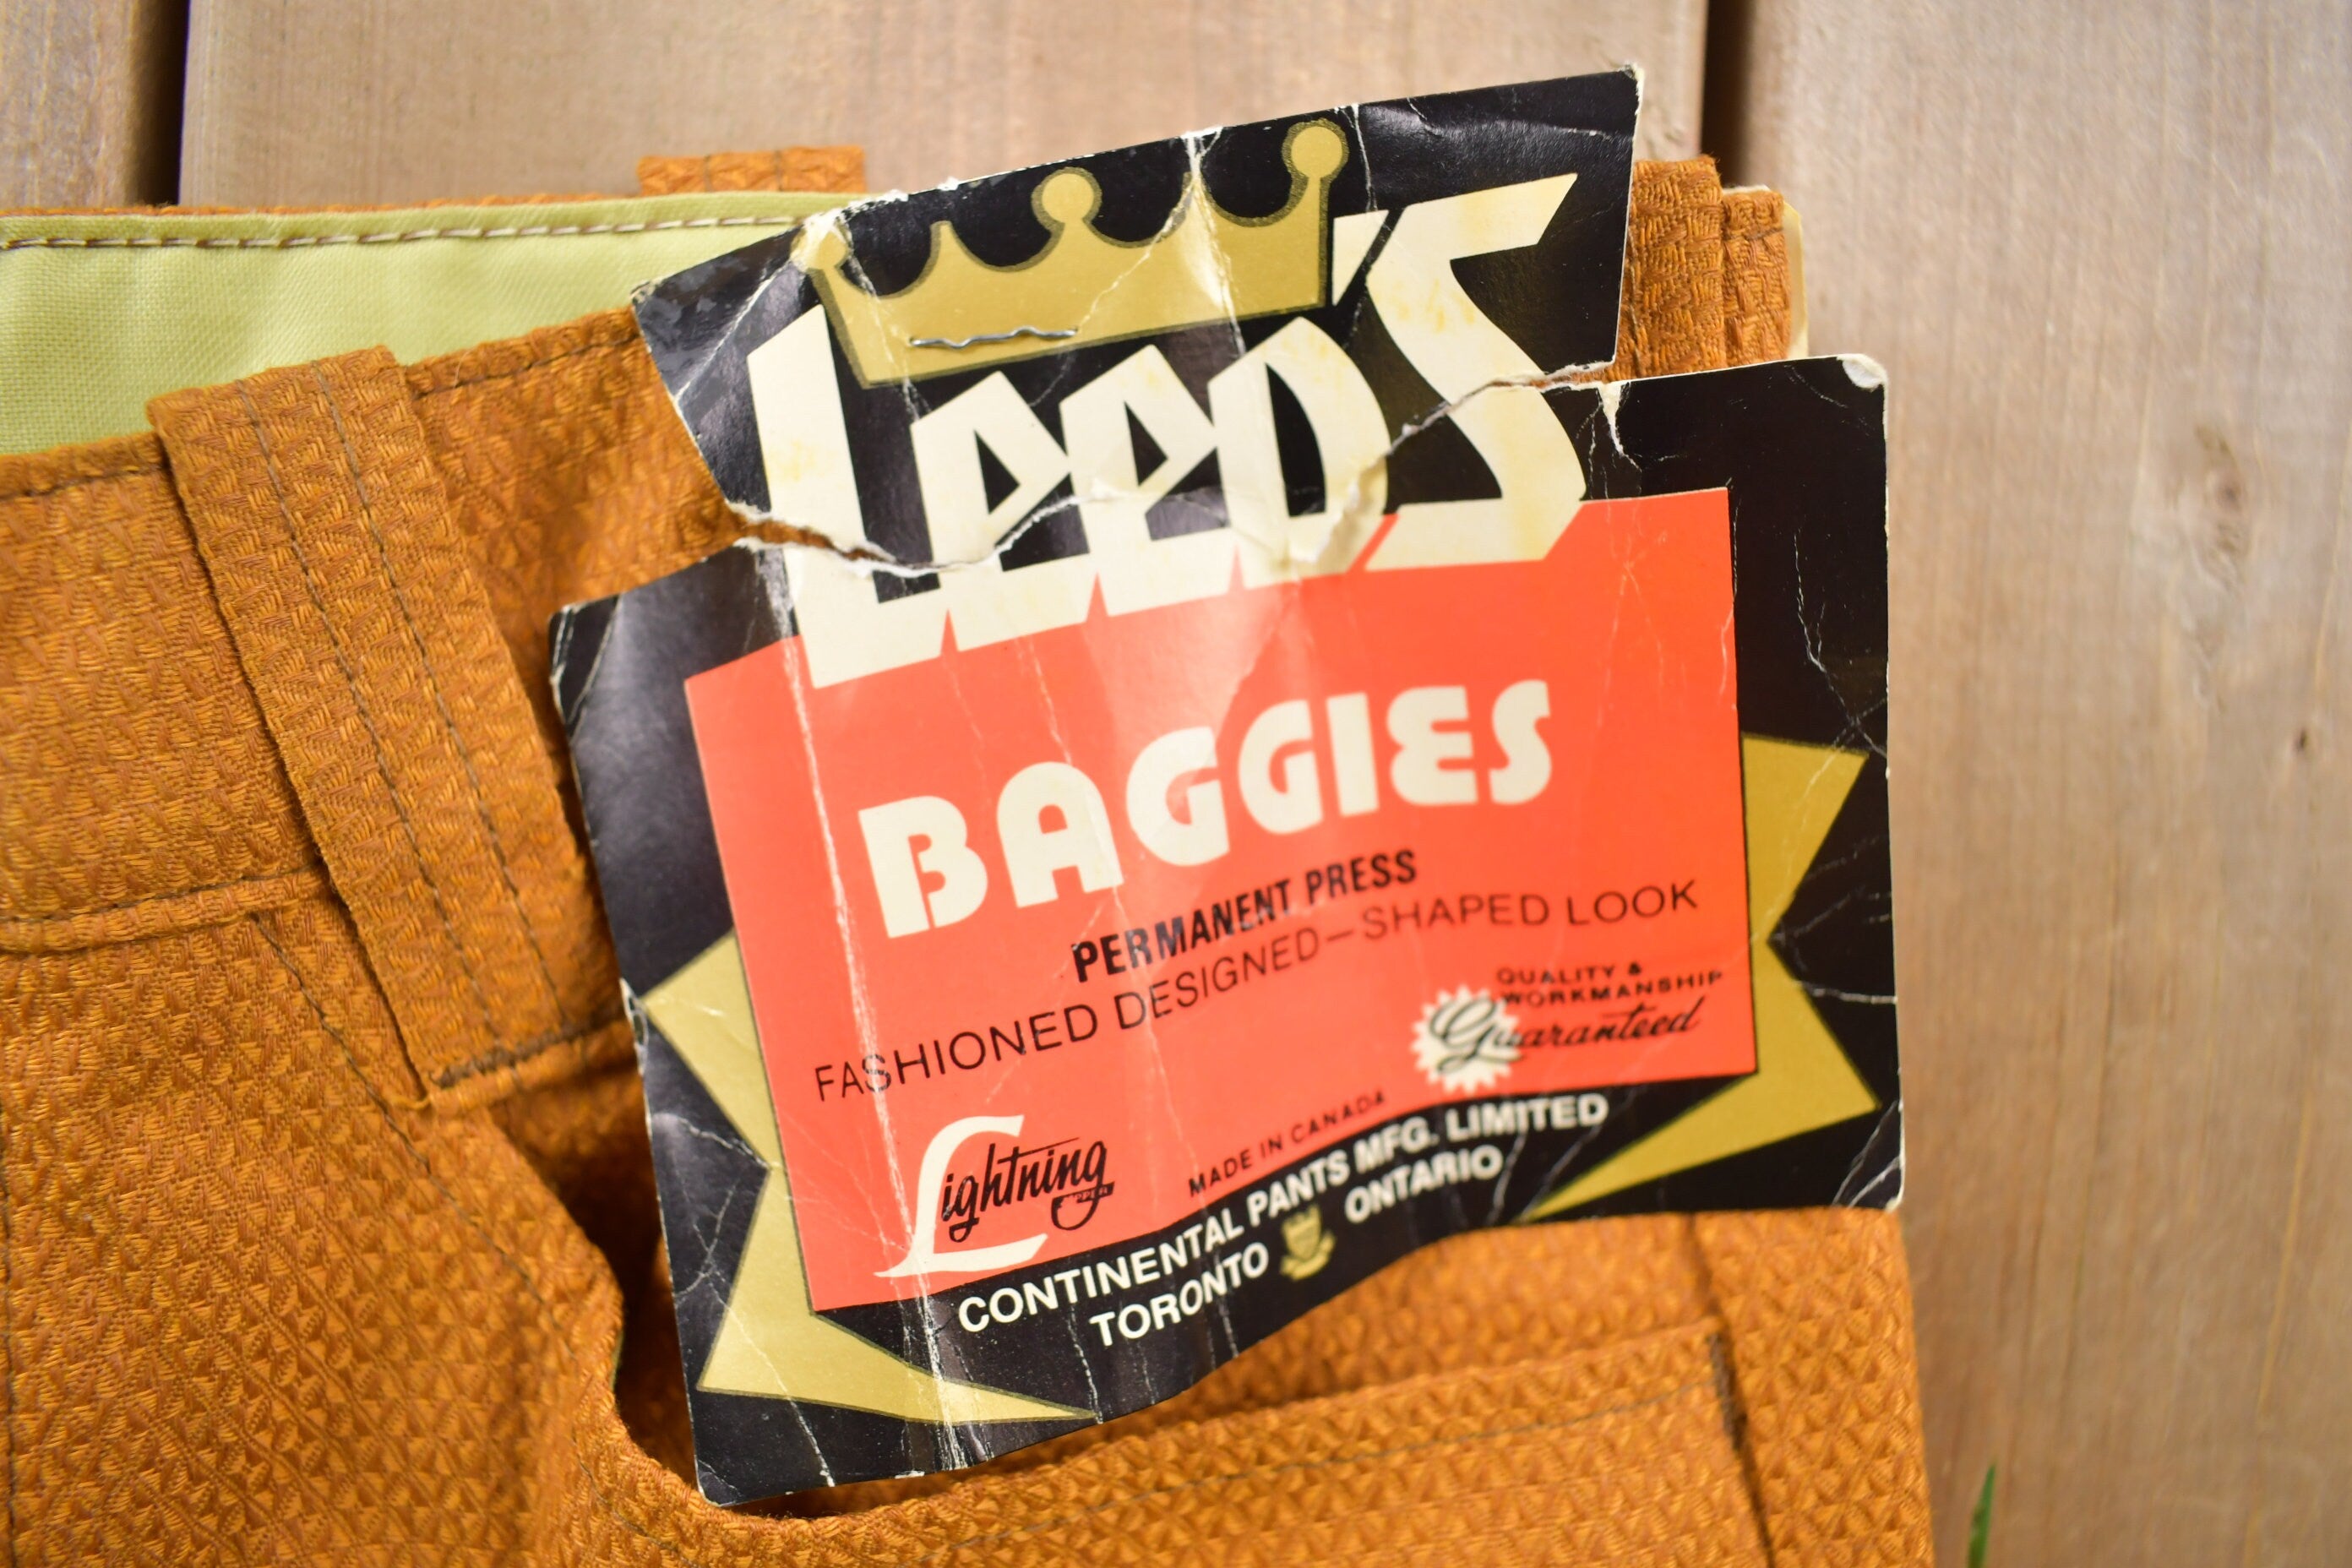 LEED'S
BAGGIES
PERMANENT PRESS
FASHIONED DESIGNED—SHAPED LOOK
QUALITY &
WORKMANSHIP
Guaranteed
Lightning
ZIPPER
MADE IN CANADA
CONTINENTAL PANTS MFG. LIMITED
TORONTO ONTARIO